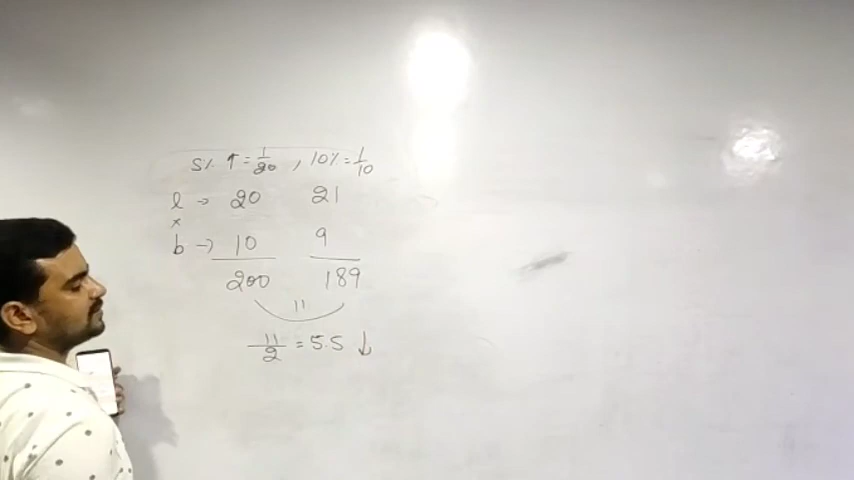 5% ↑ = 1/20 , 10% = 1/10
l → 20 21
×
b → 10 9
200 189
11
11/2 = 5.5 ↓